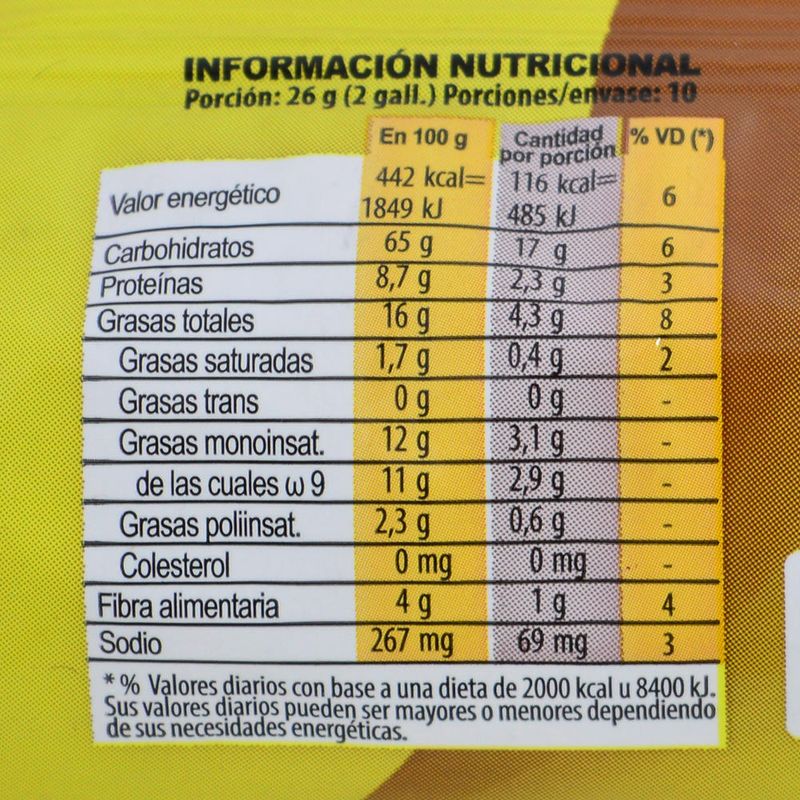 INFORMACIÓN NUTRICIONAL
Porción: 26 g (2 gall.) Porciones/envase: 10
En 100 g Cantidad por porción % VD (*)
Valor energético 442 kcal= 1849 kJ 116 kcal= 485 kJ 6
Carbohidratos 65 g 17 g 6
Proteínas 8,7 g 2,3 g 3
Grasas totales 16 g 4,3 g 8
Grasas saturadas 1,7 g 0,4 g 2
Grasas trans 0 g 0 g -
Grasas monoinsat. 12 g 3,1 g -
de las cuales ω 9 11 g 2,9 g -
Grasas poliinsat. 2,3 g 0,6 g -
Colesterol 0 mg 0 mg -
Fibra alimentaria 4 g 1 g 4
Sodio 267 mg 69 mg 3
* % Valores diarios con base a una dieta de 2000 kcal u 8400 kJ.
Sus valores diarios pueden ser mayores o menores dependiendo
de sus necesidades energéticas.